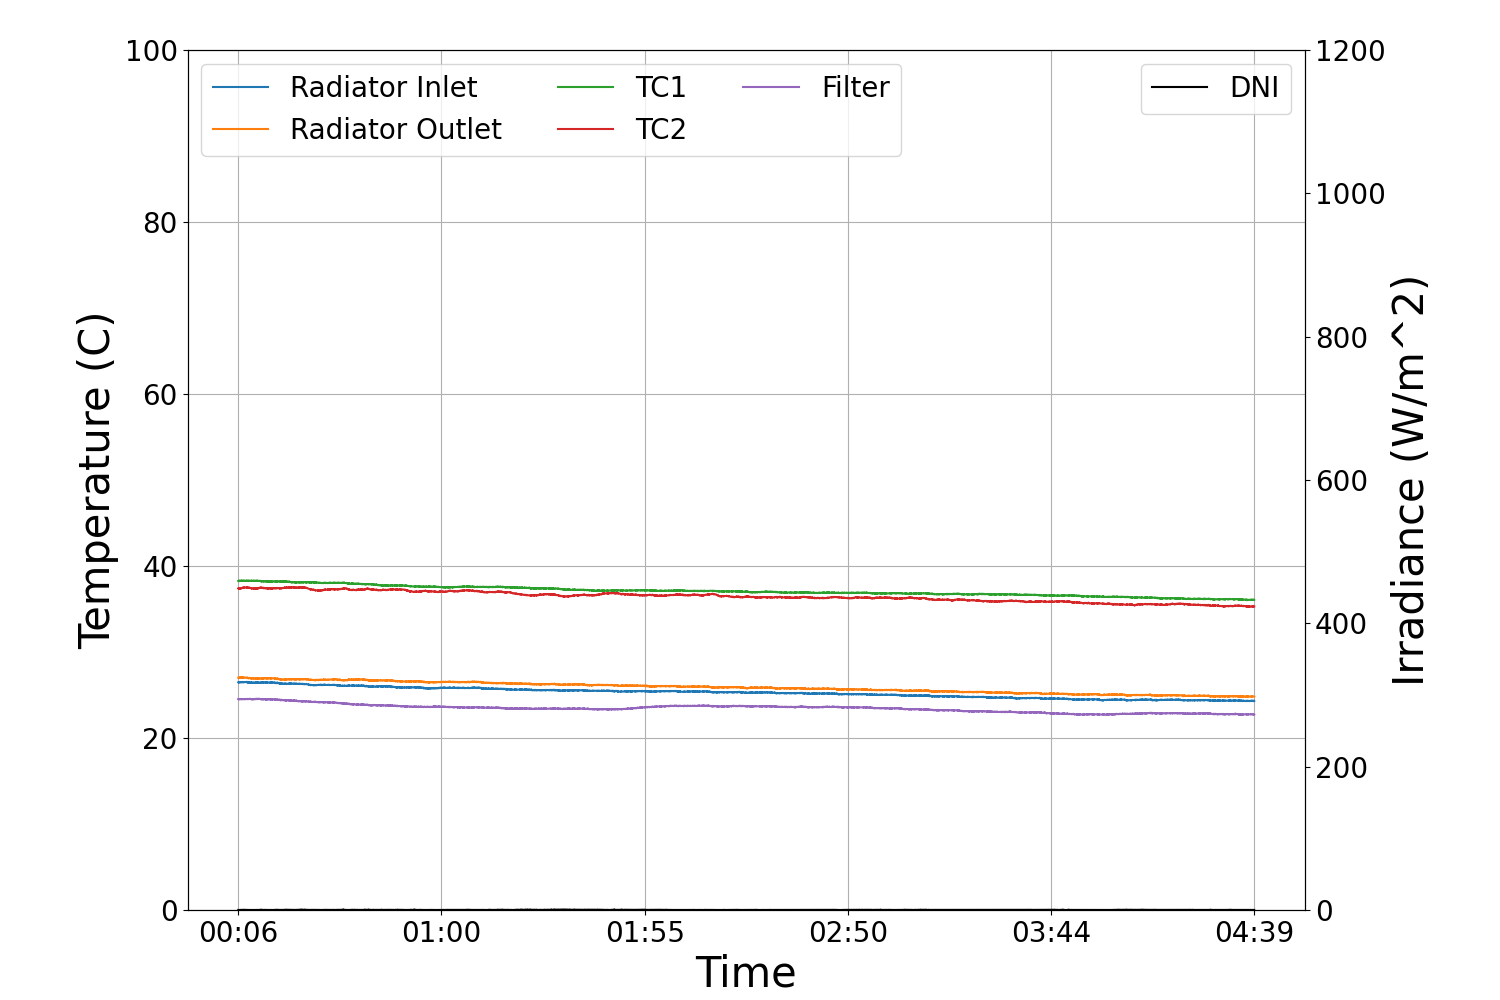 Radiator Inlet
Radiator Outlet
TC1
TC2
Filter
DNI
100
80
60
40
20
0
Temperature (C)
1200
1000
800
600
400
200
0
Irradiance (W/m^2)
00:06 01:00 01:55 02:50 03:44 04:39
Time